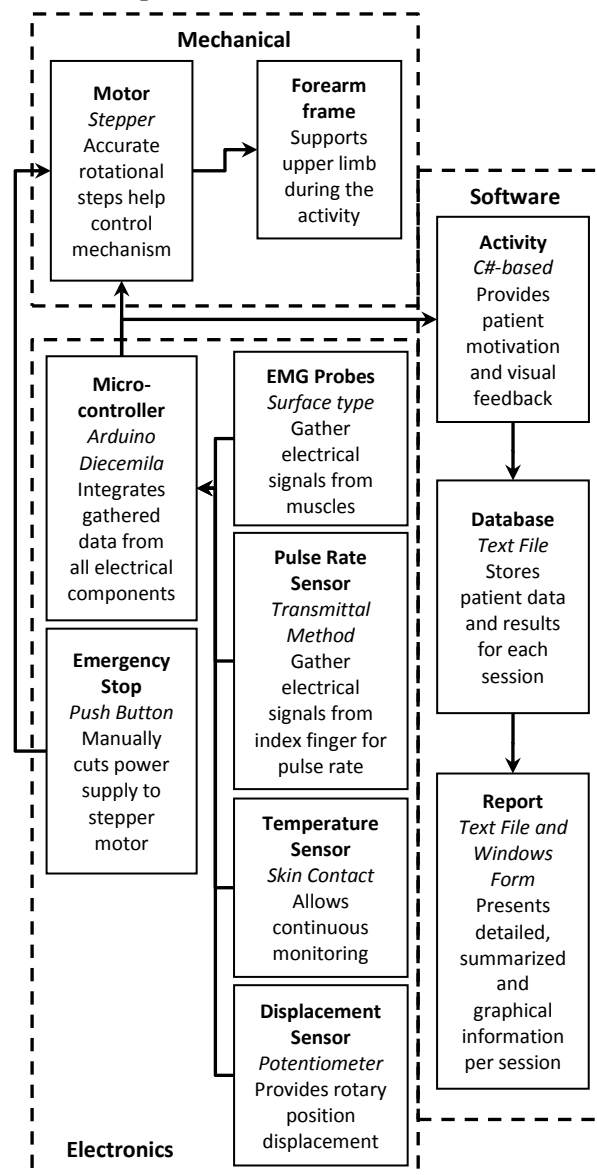 Mechanical
Motor
Stepper
Accurate
rotational
steps help
control
mechanism
Forearm
frame
Supports
upper limb
during the
activity
Software
Activity
C#-based
Provides
patient
motivation
and visual
feedback
Database
Text File
Stores
patient data
and results
for each
session
Report
Text File and
Windows
Form
Presents
detailed,
summarized
and
graphical
information
per session
Micro-
controller
Arduino
Diecemila
Integrates
gathered
data from
all electrical
components
Emergency
Stop
Push Button
Manually
cuts power
supply to
stepper
motor
EMG Probes
Surface type
Gather
electrical
signals from
muscles
Pulse Rate
Sensor
Transmittal
Method
Gather
electrical
signals from
index finger for
pulse rate
Temperature
Sensor
Skin Contact
Allows
continuous
monitoring
Displacement
Sensor
Potentiometer
Provides rotary
position
displacement
Electronics